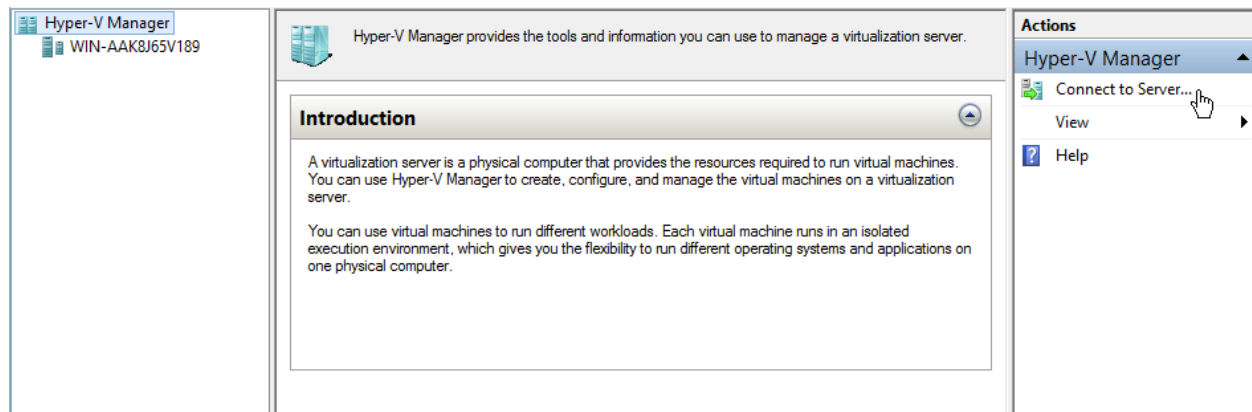 Hyper-V Manager
WIN-AAK8J65V189
Hyper-V Manager provides the tools and information you can use to manage a virtualization server.
Introduction
A virtualization server is a physical computer that provides the resources required to run virtual machines.
You can use Hyper-V Manager to create, configure, and manage the virtual machines on a virtualization
server.
You can use virtual machines to run different workloads. Each virtual machine runs in an isolated
execution environment, which gives you the flexibility to run different operating systems and applications on
one physical computer.
Actions
Hyper-V Manager
Connect to Server...
View
Help